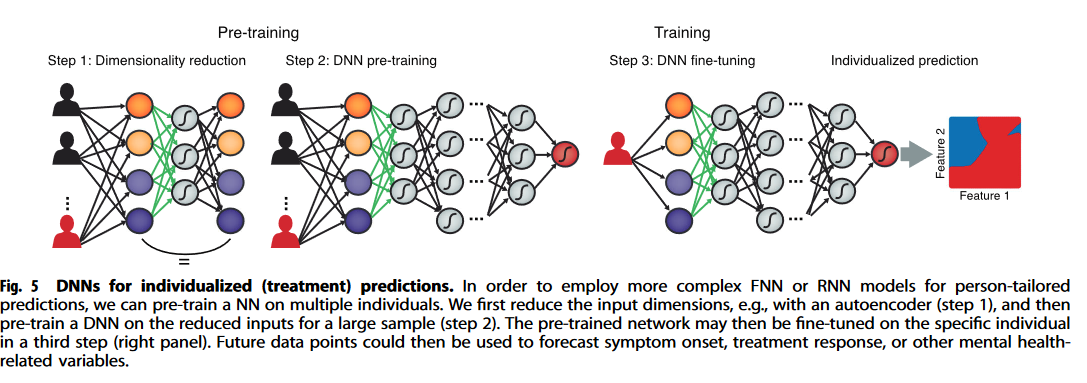 Pre-training
Training
Step 1: Dimensionality reduction
Step 2: DNN pre-training
Step 3: DNN fine-tuning
Individualized prediction
...
...
...
...
...
...
=
Feature 2
Feature 1
Fig. 5 DNNs for individualized (treatment) predictions. In order to employ more complex FNN or RNN models for person-tailored
predictions, we can pre-train a NN on multiple individuals. We first reduce the input dimensions, e.g., with an autoencoder (step 1), and then
pre-train a DNN on the reduced inputs for a large sample (step 2). The pre-trained network may then be fine-tuned on the specific individual
in a third step (right panel). Future data points could then be used to forecast symptom onset, treatment response, or other mental health-
related variables.